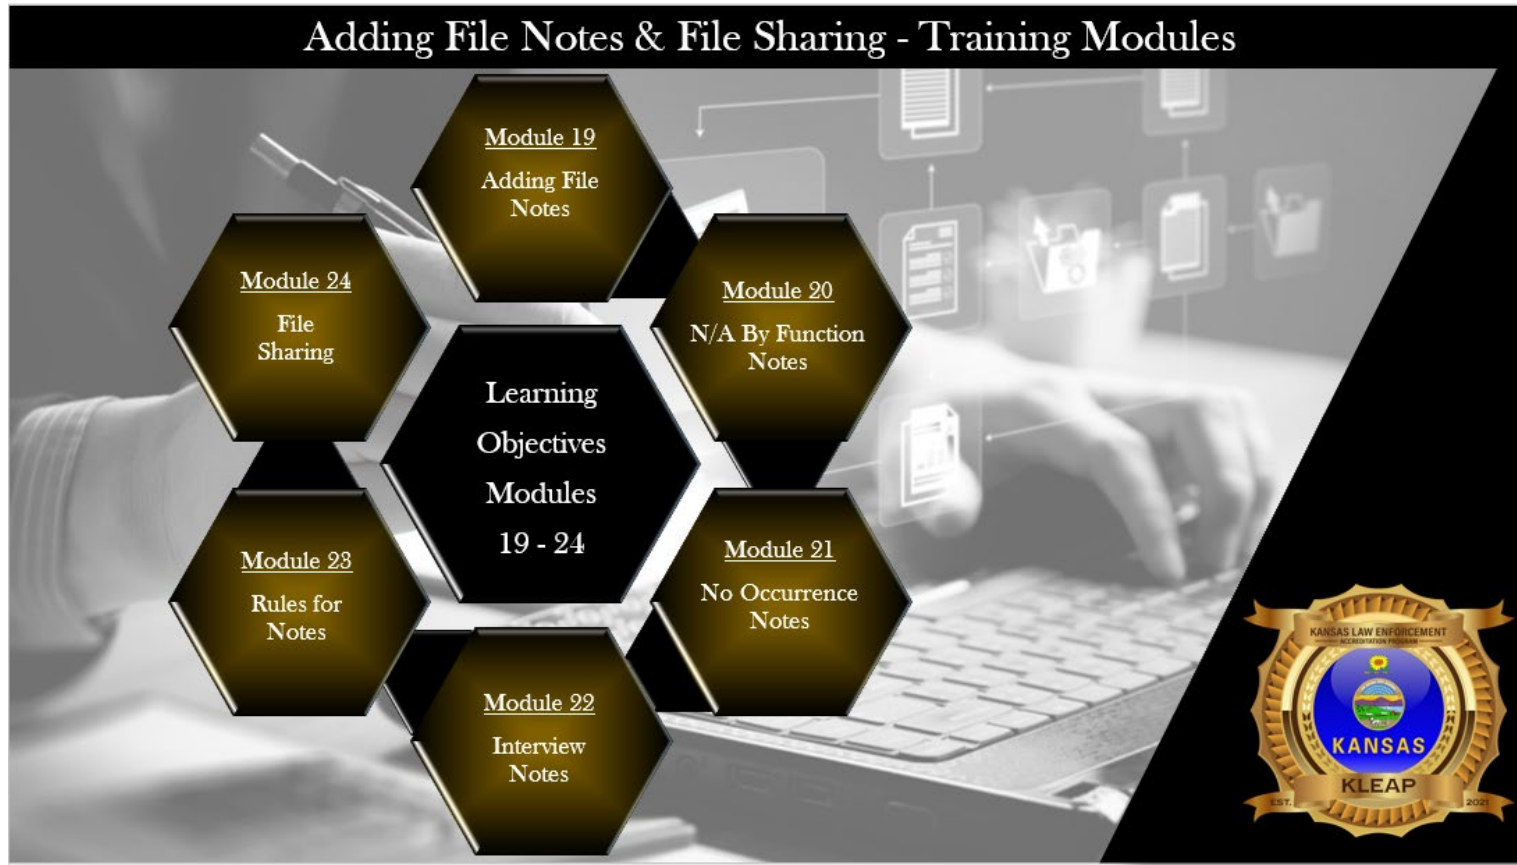 Adding File Notes & File Sharing - Training Modules
Module 19
Adding File
Notes
Module 20
N/A By Function
Notes
Module 21
No Occurrence
Notes
Module 22
Interview
Notes
Module 23
Rules for
Notes
Module 24
File
Sharing
Learning
Objectives
Modules
19 - 24
KANSAS LAW ENFORCEMENT
ACCREDITATION PROGRAM
KANSAS
KLEAP
EST.
2021